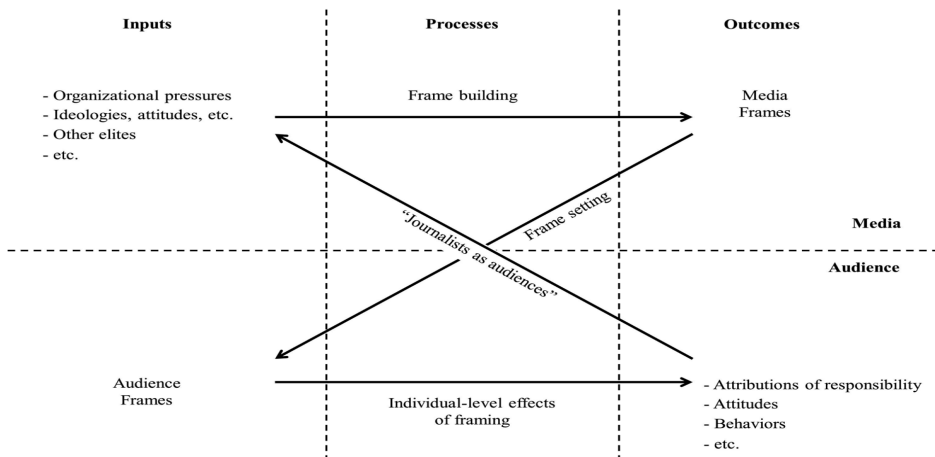 Inputs
Processes
Outcomes
- Organizational pressures
- Ideologies, attitudes, etc.
- Other elites
- etc.
Frame building
Media
Frames
"Journalists as audiences"
Frame setting
Media
Audience
Audience
Frames
Individual-level effects
of framing
- Attributions of responsibility
- Attitudes
- Behaviors
- etc.